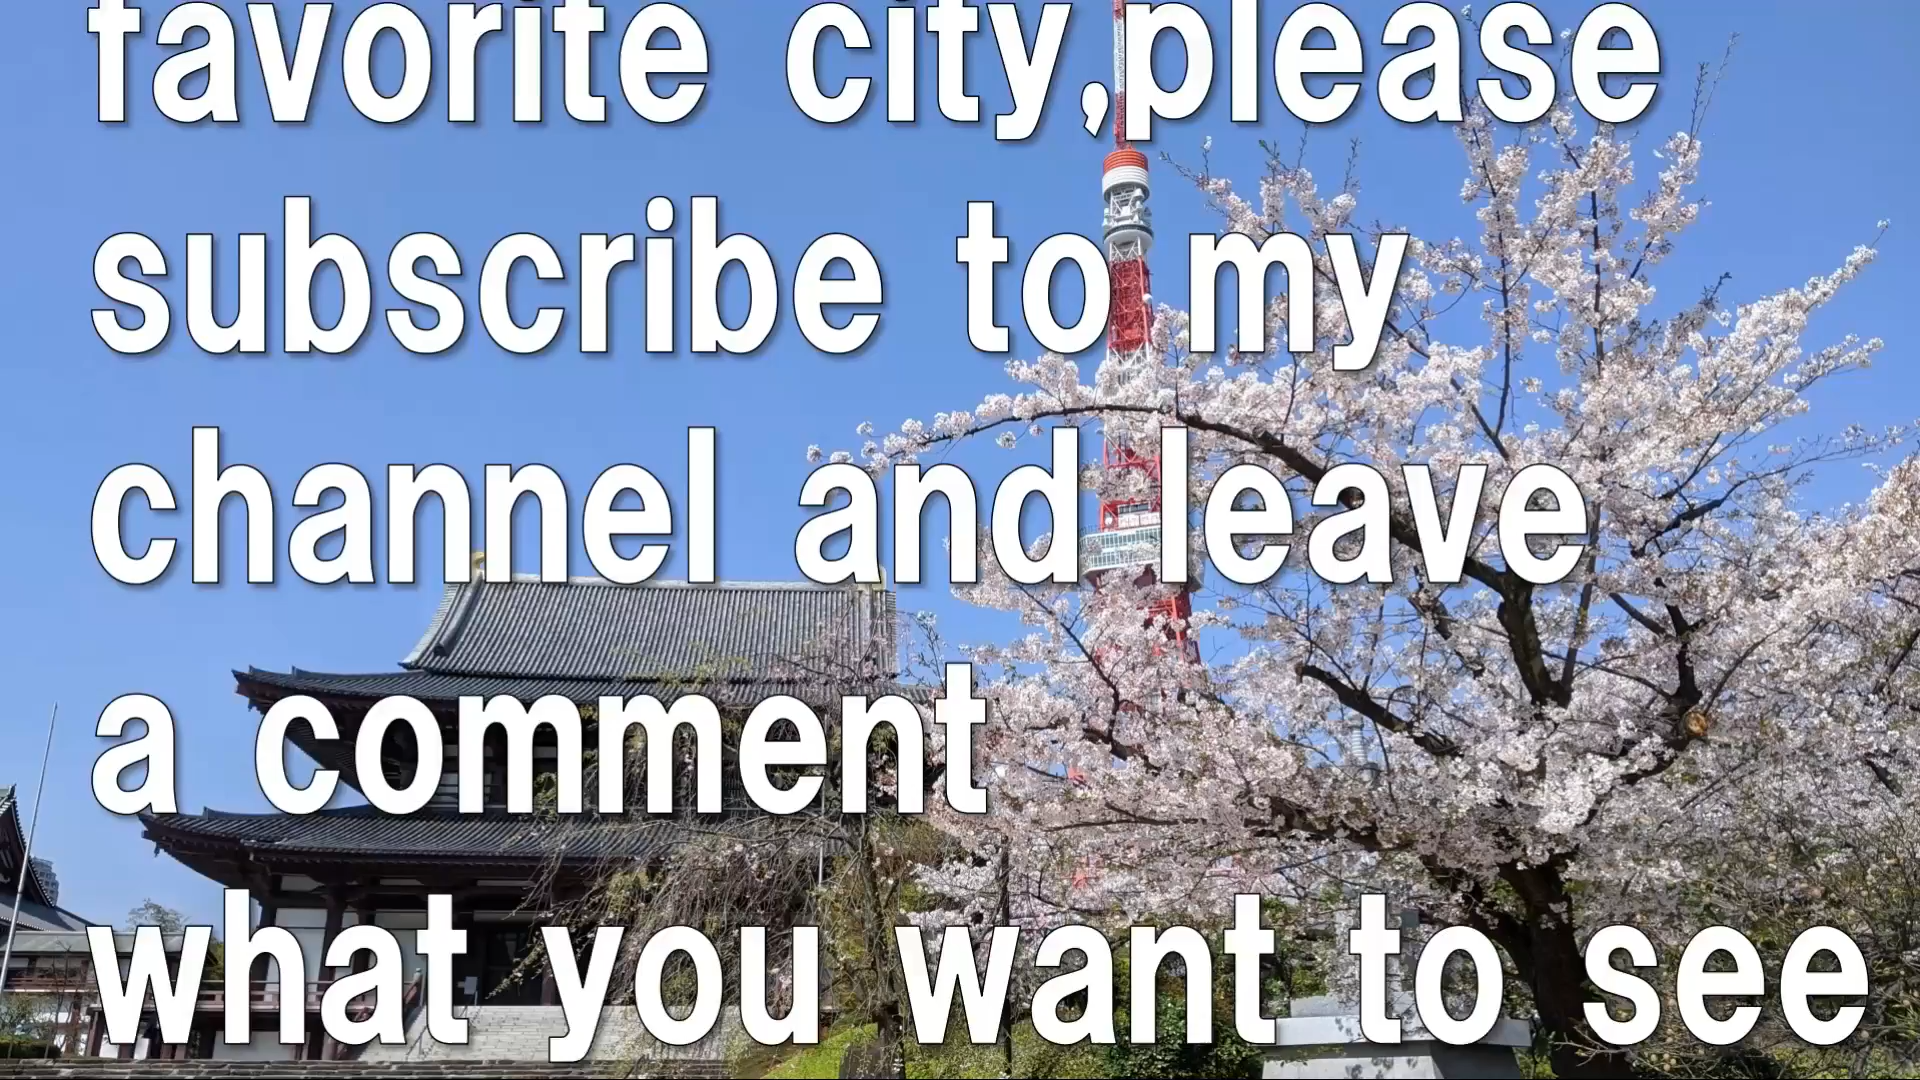 favorite city,please
subscribe to my
channel and leave
a comment
what you want to see